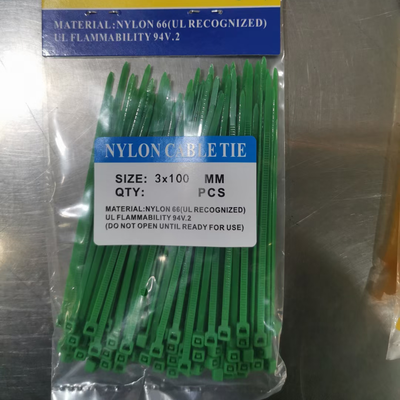 MATERIAL:NYLON 66(UL RECOGNIZED)
UL FLAMMABILITY 94V.2
NYLON CABLE TIE
SIZE: 3x100 MM
QTY: PCS
MATERIAL:NYLON 66(UL RECOGNIZED)
UL FLAMMABILITY 94V.2
(DO NOT OPEN UNTIL READY FOR USE)